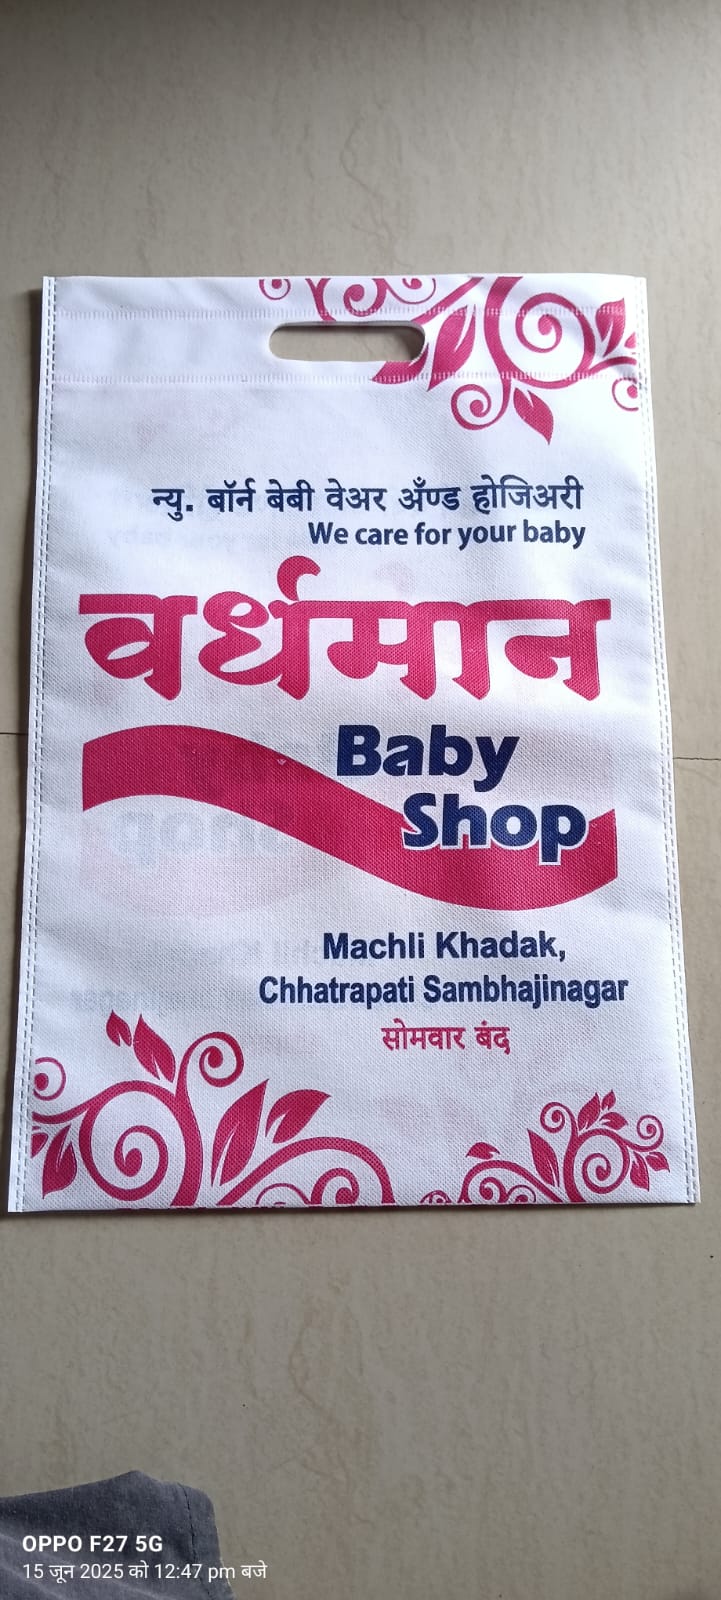 न्यु. बॉर्न बेबी वेअर अँण्ड होजिअरी
We care for your baby
वर्धमान
Baby
Shop
Machli Khadak,
Chhatrapati Sambhajinagar
सोमवार बंद
OPPO F27 5G
15 जून 2025 को 12:47 pm बजे